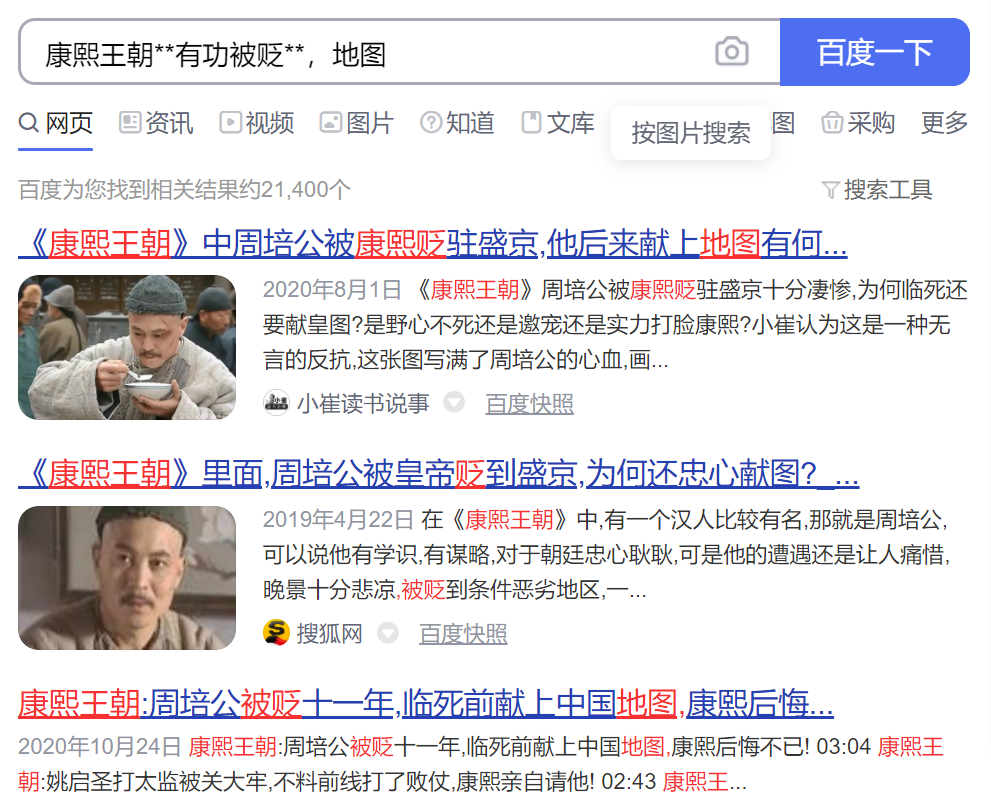 康熙王朝**有功被贬**，地图
百度一下
网页 资讯 视频 图片 知道 文库 按图片搜索 图 采购 更多
百度为您找到相关结果约21,400个 搜索工具
《康熙王朝》中周培公被康熙贬驻盛京,他后来献上地图有何...
2020年8月1日 《康熙王朝》周培公被康熙贬驻盛京十分凄惨,为何临死还
要献皇图?是野心不死还是邀宠还是实力打脸康熙?小崔认为这是一种无
言的反抗,这张图写满了周培公的心血,画...
小崔读书说事 百度快照
《康熙王朝》里面,周培公被皇帝贬到盛京,为何还忠心献图?_...
2019年4月22日 在《康熙王朝》中,有一个汉人比较有名,那就是周培公,
可以说他有学识,有谋略,对于朝廷忠心耿耿,可是他的遭遇还是让人痛惜,
晚景十分悲凉,被贬到条件恶劣地区,一...
搜狐网 百度快照
康熙王朝:周培公被贬十一年,临死前献上中国地图,康熙后悔...
2020年10月24日 康熙王朝:周培公被贬十一年,临死前献上中国地图,康熙后悔不已! 03:04 康熙王
朝:姚启圣打太监被关大牢,不料前线打了败仗,康熙亲自请他! 02:43 康熙王...